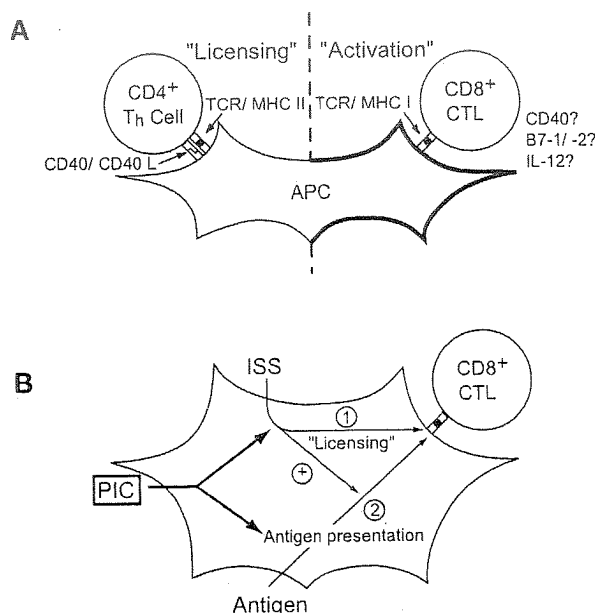 A
"Licensing" "Activation"
CD4+
Th Cell
TCR/ MHC II
TCR/ MHC I
CD8+
CTL
CD40/ CD40 L
CD40?
B7-1/ -2?
IL-12?
APC
B
ISS
CD8+
CTL
1
"Licensing"
+
PIC
2
Antigen presentation
Antigen